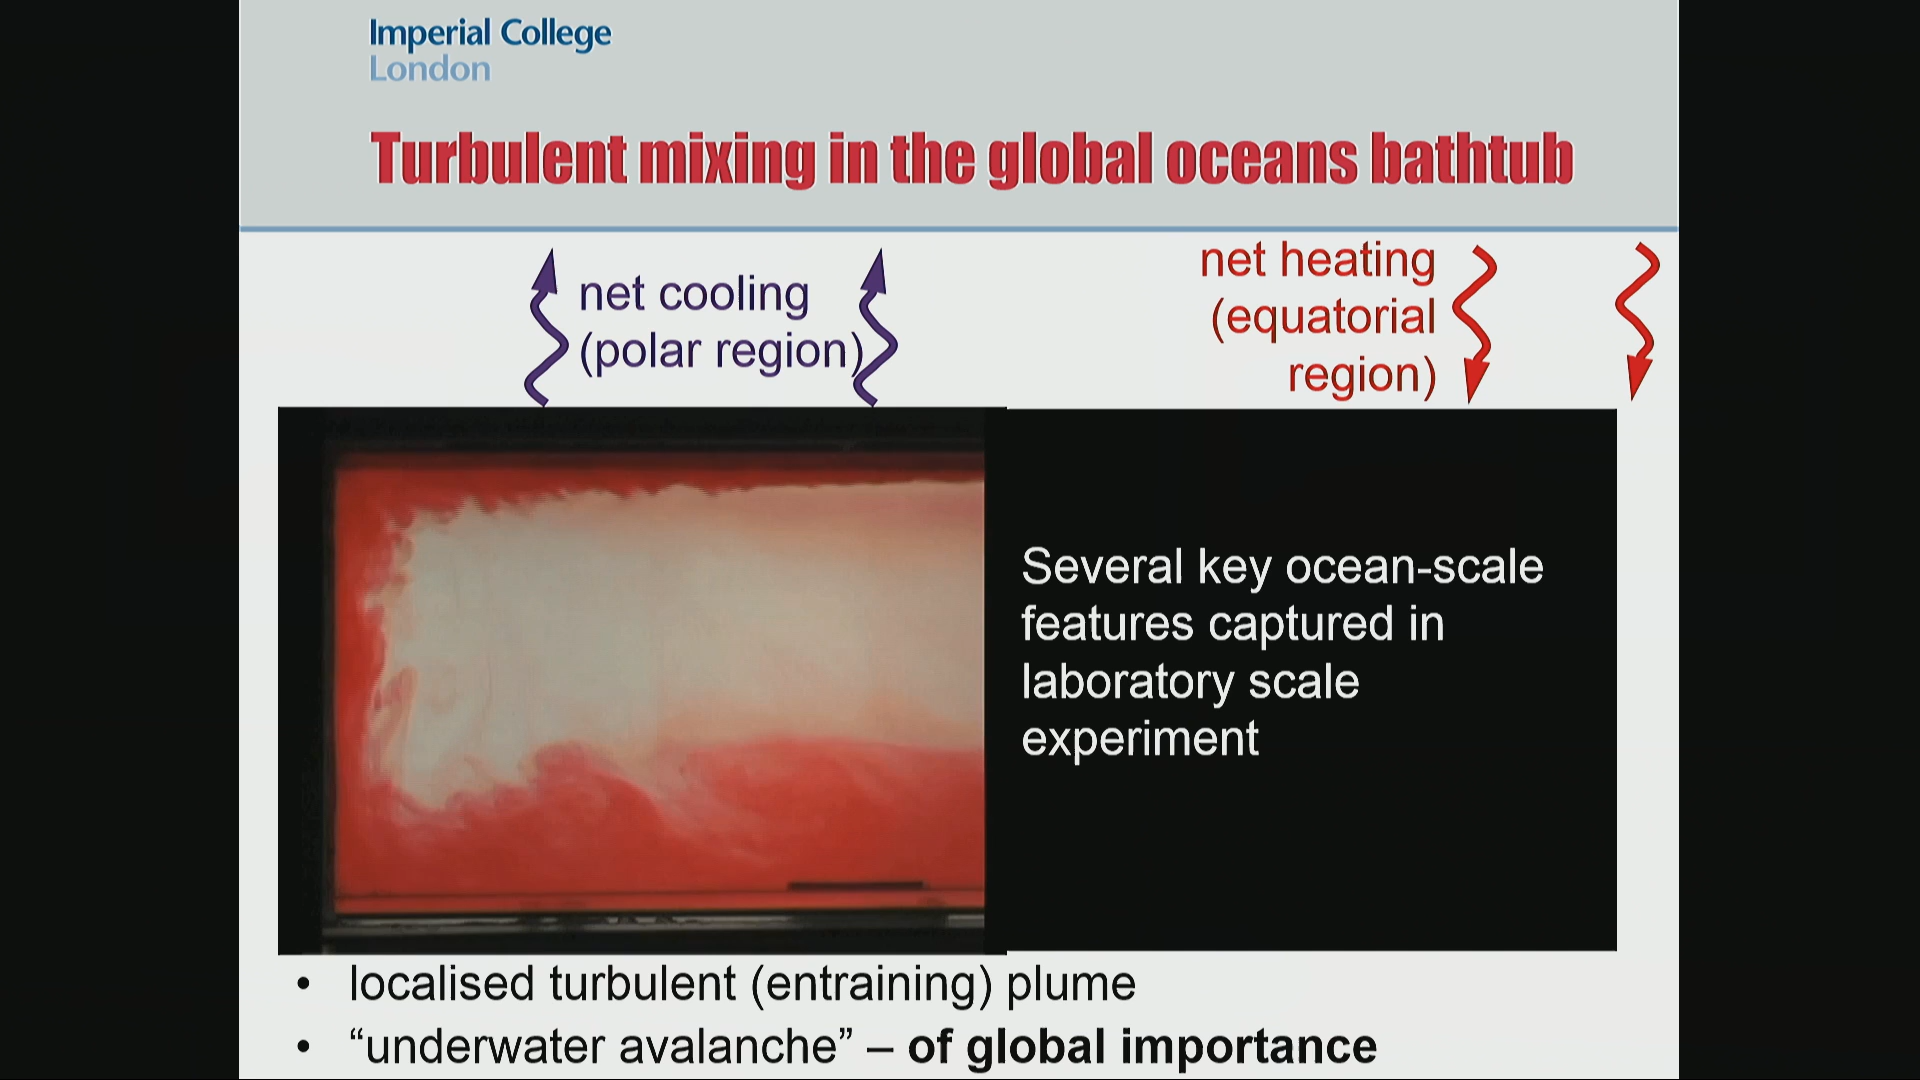 Imperial College
London
Turbulent mixing in the global oceans bathtub
net cooling
(polar region)
net heating
(equatorial
region)
Several key ocean-scale
features captured in
laboratory scale
experiment
• localised turbulent (entraining) plume
• “underwater avalanche” – of global importance